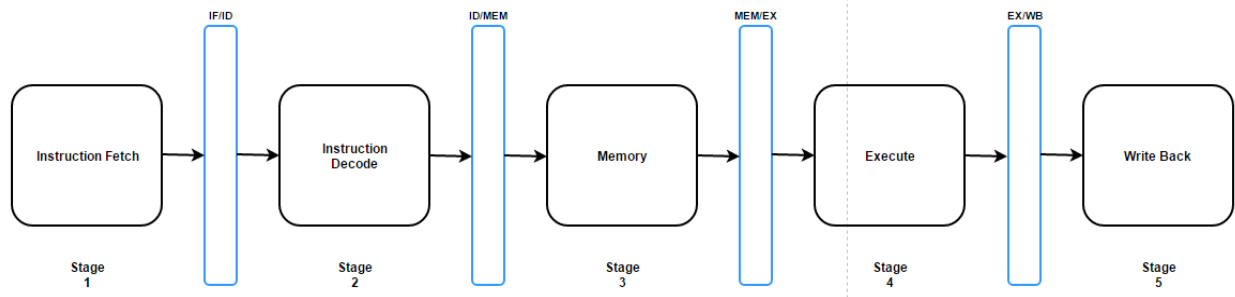 IF/ID
ID/MEM
MEM/EX
EX/WB
Instruction Fetch
Instruction
Decode
Memory
Execute
Write Back
Stage
1
Stage
2
Stage
3
Stage
4
Stage
5